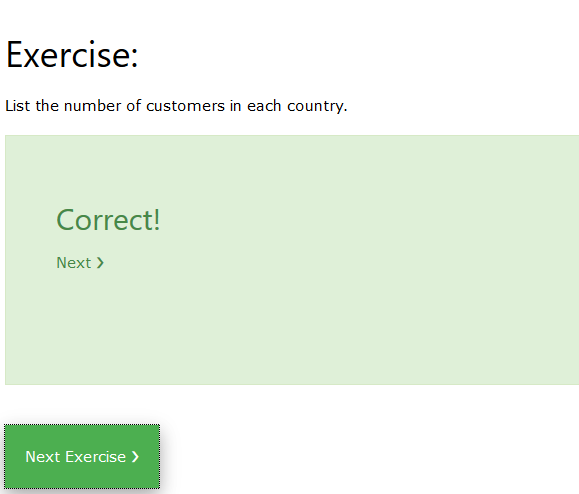 Exercise:
List the number of customers in each country.
Correct!
Next ❯
Next Exercise ❯